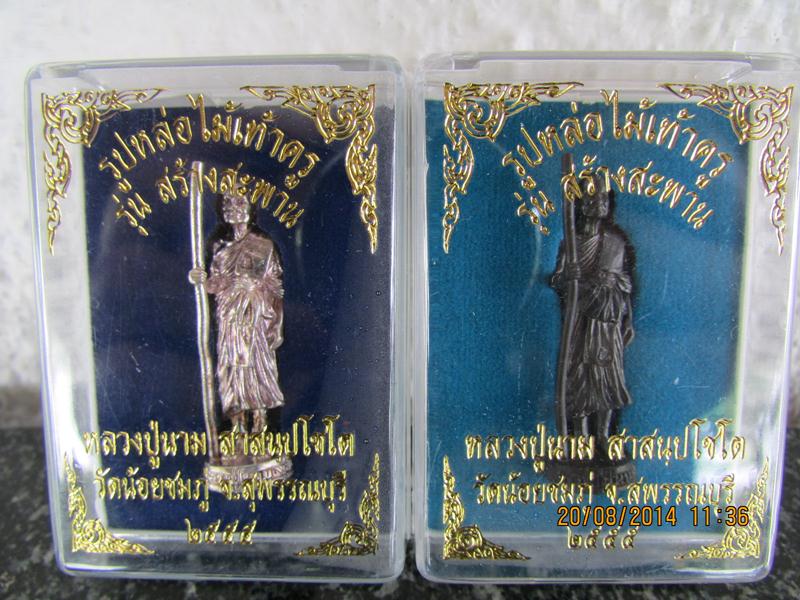 รูปหล่อไม้เท้าครู
รุ่น สร้างสะพาน
หลวงปู่นาม สาสนปโชโต
วัดน้อยชมภู่ จ.สุพรรณบุรี
๒๕๕๕
รูปหล่อไม้เท้าครู
รุ่น สร้างสะพาน
หลวงปู่นาม สาสนฺปโชโต
วัดน้อยชมภู่ จ.สุพรรณบุรี
20/08/2014 11:36
๒๕๕๕